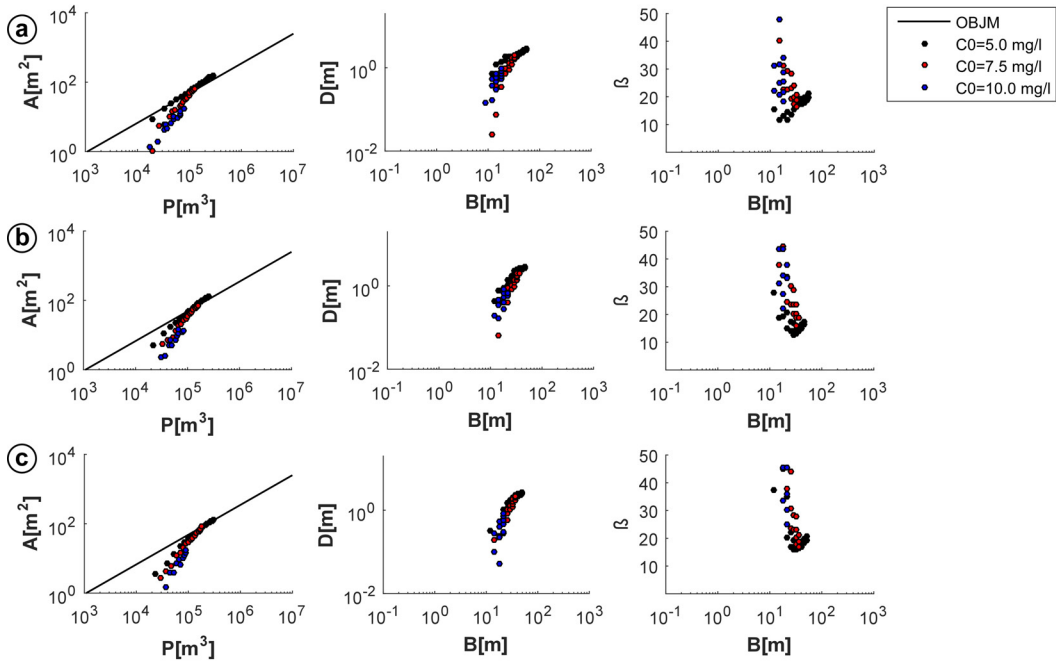 a
A[m²]
10⁴
10²
10⁰
10³ 10⁴ 10⁵ 10⁶ 10⁷
P[m³]
D[m]
10⁰
10⁻²
10⁻¹ 10⁰ 10¹ 10² 10³
B[m]
ß
50
40
30
20
10
10⁻¹ 10⁰ 10¹ 10² 10³
B[m]
OBJM
C0=5.0 mg/l
C0=7.5 mg/l
C0=10.0 mg/l
b
A[m²]
10⁴
10²
10⁰
10³ 10⁴ 10⁵ 10⁶ 10⁷
P[m³]
D[m]
10⁰
10⁻²
10⁻¹ 10⁰ 10¹ 10² 10³
B[m]
ß
50
40
30
20
10
10⁻¹ 10⁰ 10¹ 10² 10³
B[m]
c
A[m²]
10⁴
10²
10⁰
10³ 10⁴ 10⁵ 10⁶ 10⁷
P[m³]
D[m]
10⁰
10⁻²
10⁻¹ 10⁰ 10¹ 10² 10³
B[m]
ß
50
40
30
20
10
10⁻¹ 10⁰ 10¹ 10² 10³
B[m]